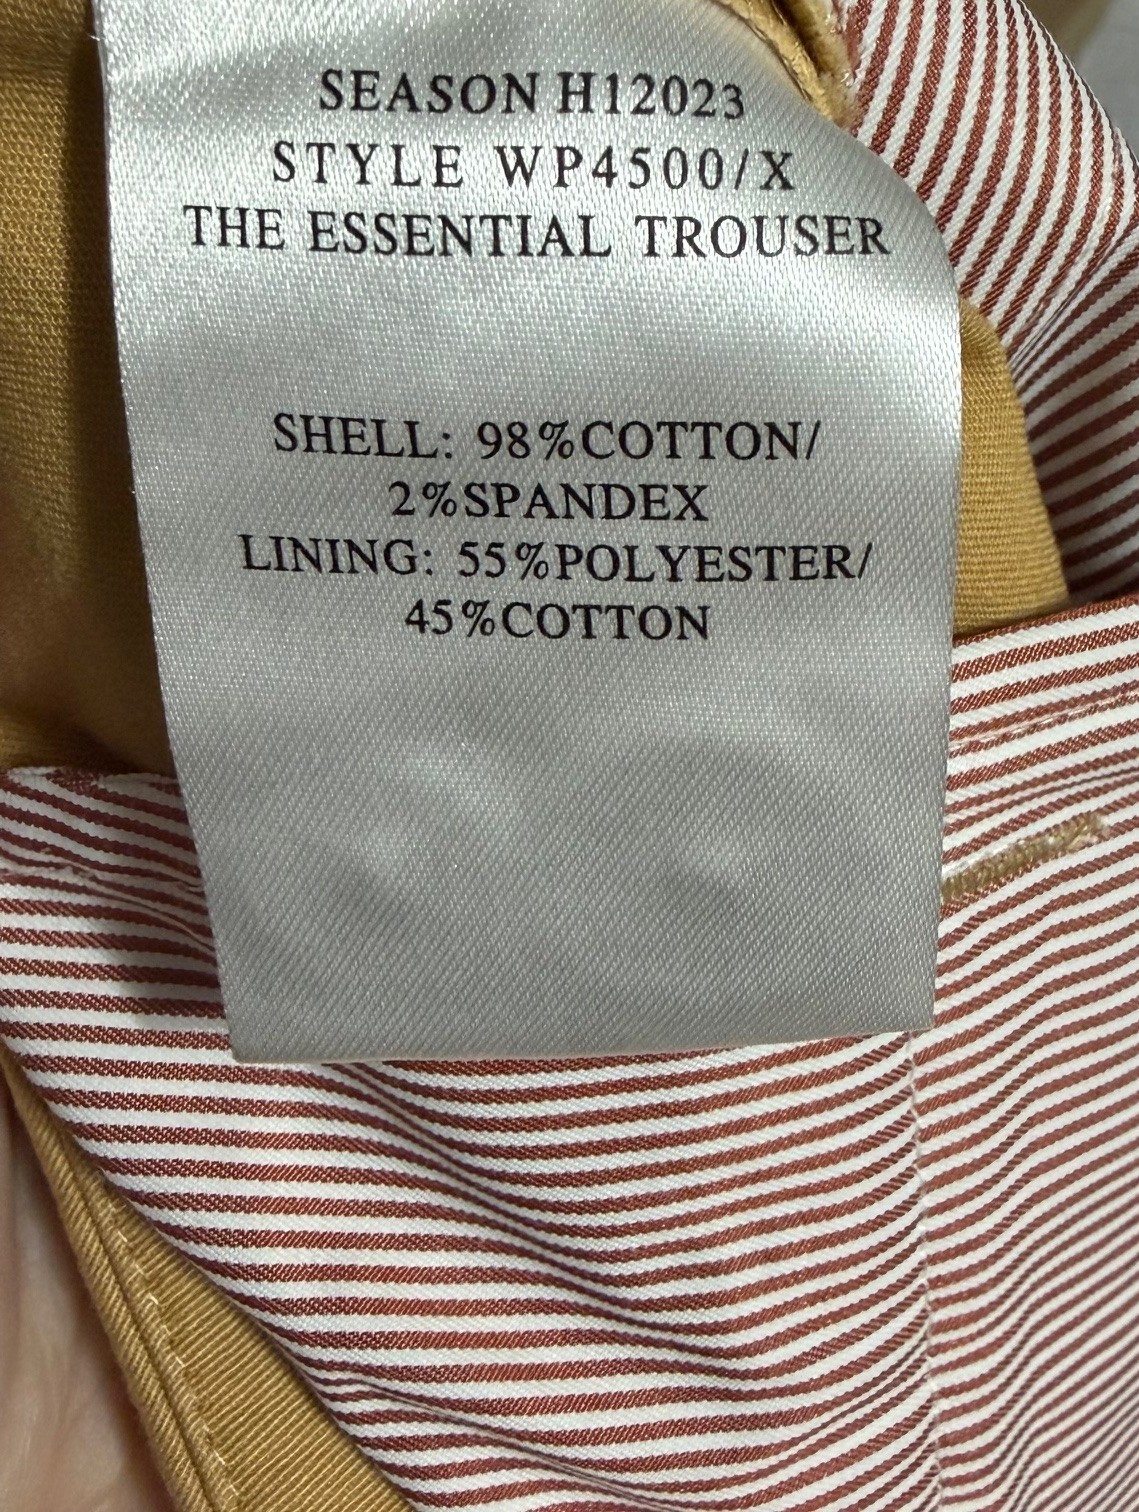 SEASON H12023
STYLE WP4500/X
THE ESSENTIAL TROUSER
SHELL: 98%COTTON/
2%SPANDEX
LINING: 55%POLYESTER/
45%COTTON